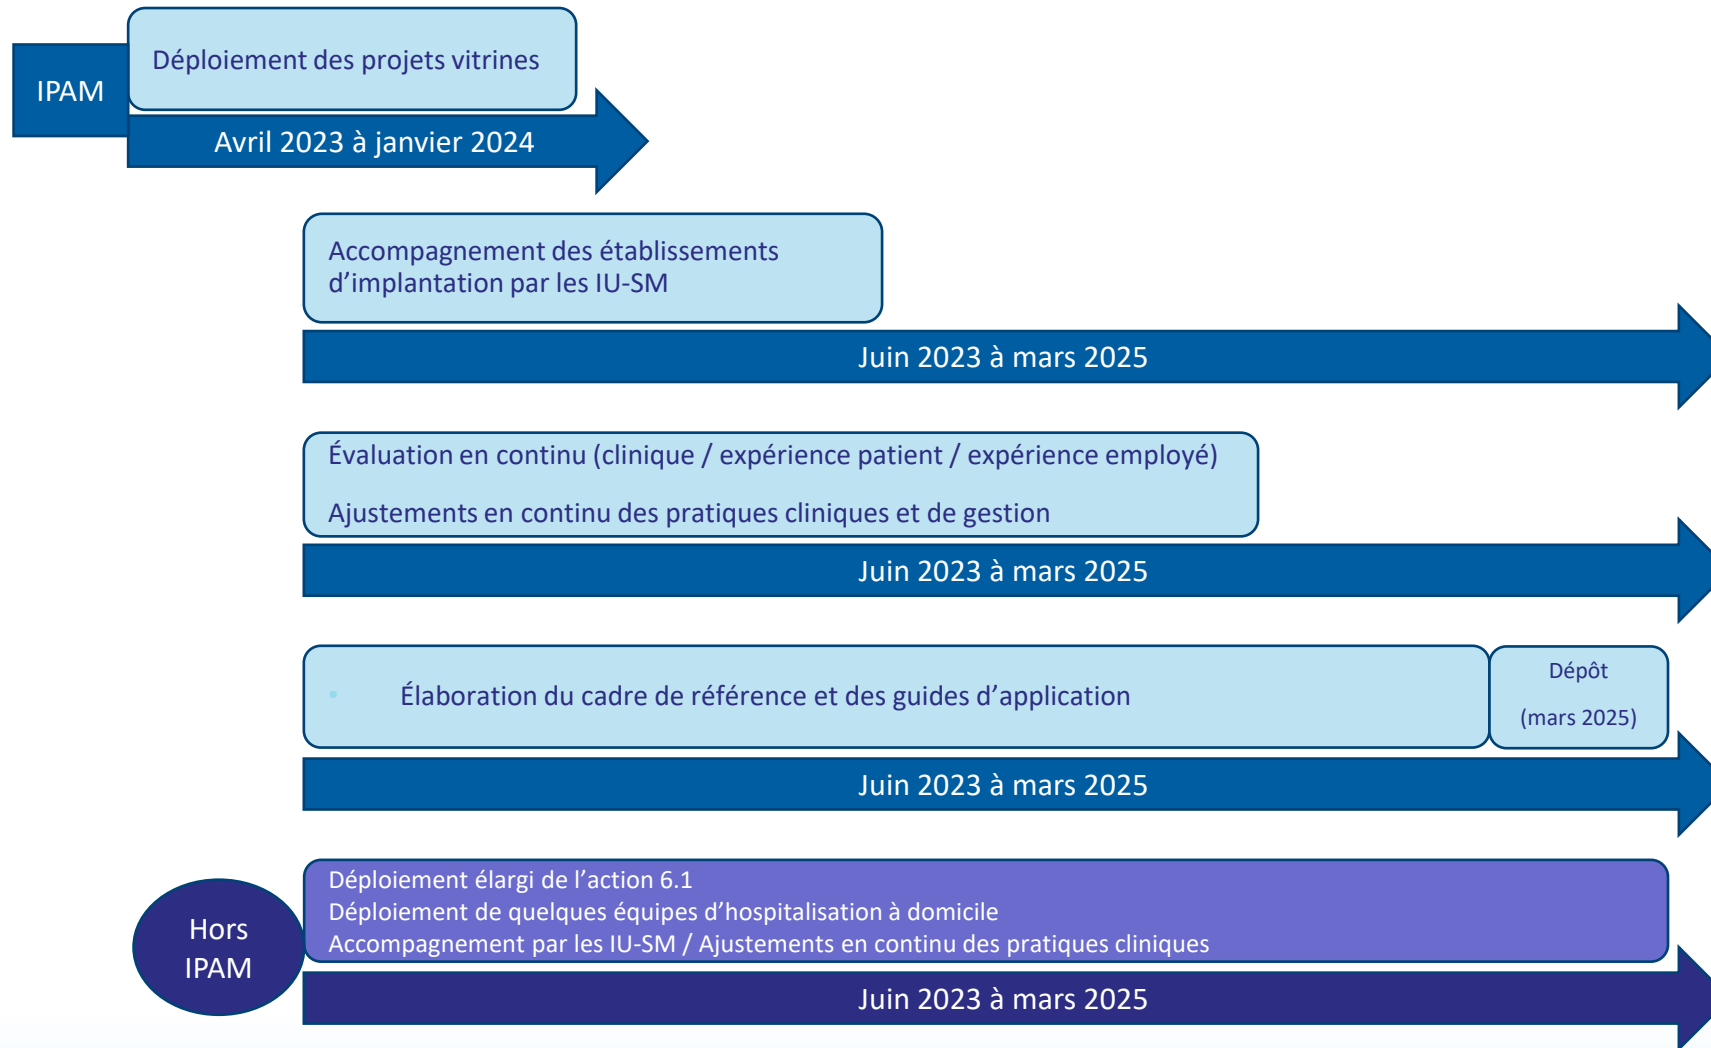 IPAM
Déploiement des projets vitrines
Avril 2023 à janvier 2024
Accompagnement des établissements
d’implantation par les IU-SM
Juin 2023 à mars 2025
Évaluation en continu (clinique / expérience patient / expérience employé)
Ajustements en continu des pratiques cliniques et de gestion
Juin 2023 à mars 2025
• Élaboration du cadre de référence et des guides d’application
Dépôt
(mars 2025)
Juin 2023 à mars 2025
Hors
IPAM
Déploiement élargi de l’action 6.1
Déploiement de quelques équipes d’hospitalisation à domicile
Accompagnement par les IU-SM / Ajustements en continu des pratiques cliniques
Juin 2023 à mars 2025